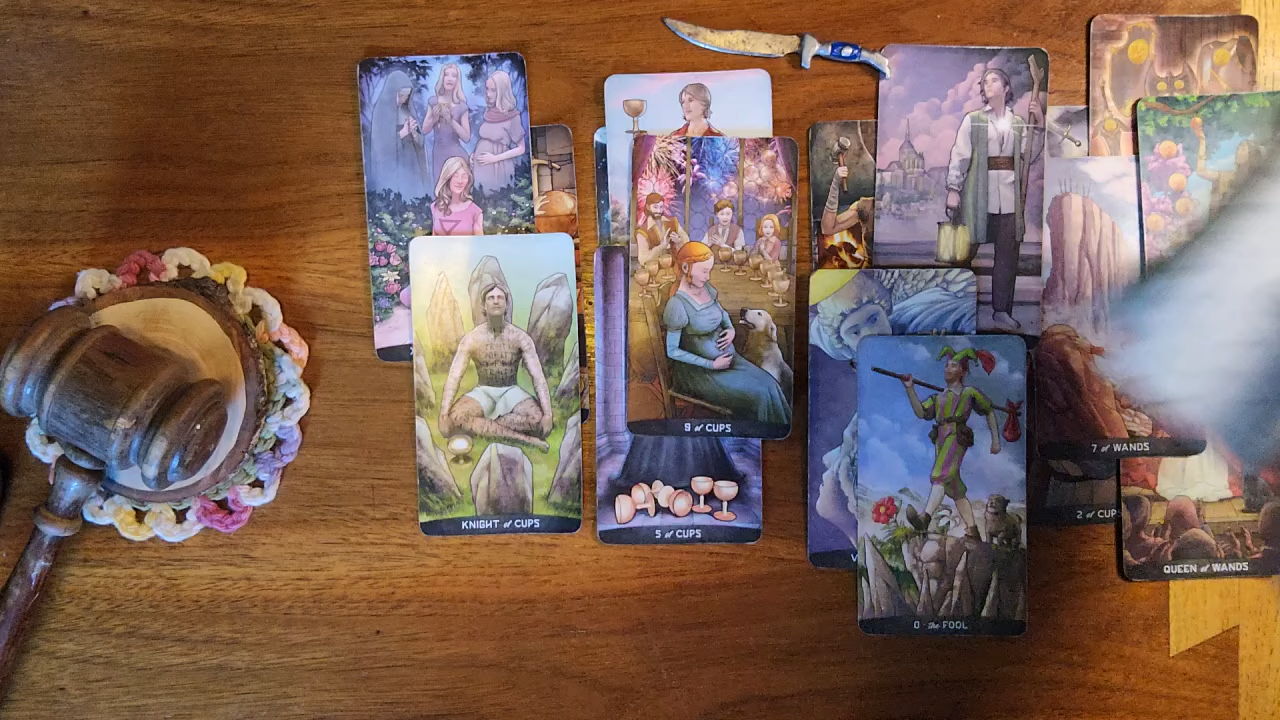 KNIGHT of CUPS
9 of CUPS
5 of CUPS
7 of WANDS
2 of CUPS
QUEEN of WANDS
0 the FOOL